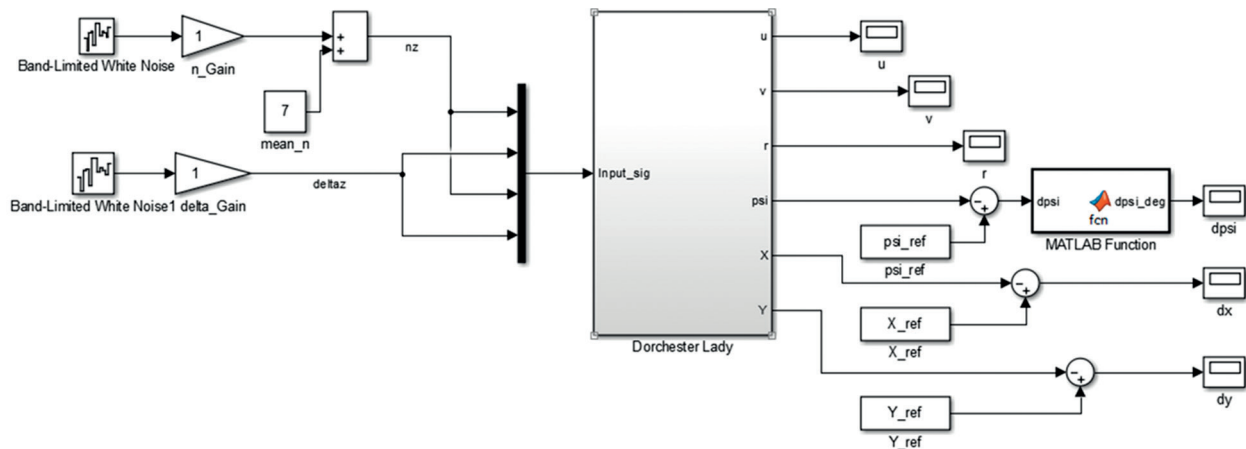 1
Band-Limited White Noise
n_Gain
+
+
nz
7
mean_n
1
deltaz
Band-Limited White Noise1
delta_Gain
Input_sig
u
v
r
psi
X
Y
Dorchester Lady
u
v
r
−
+
dpsi
dpsi_deg
fcn
MATLAB Function
dpsi
psi_ref
psi_ref
−
+
dx
X_ref
X_ref
−
+
dy
Y_ref
Y_ref